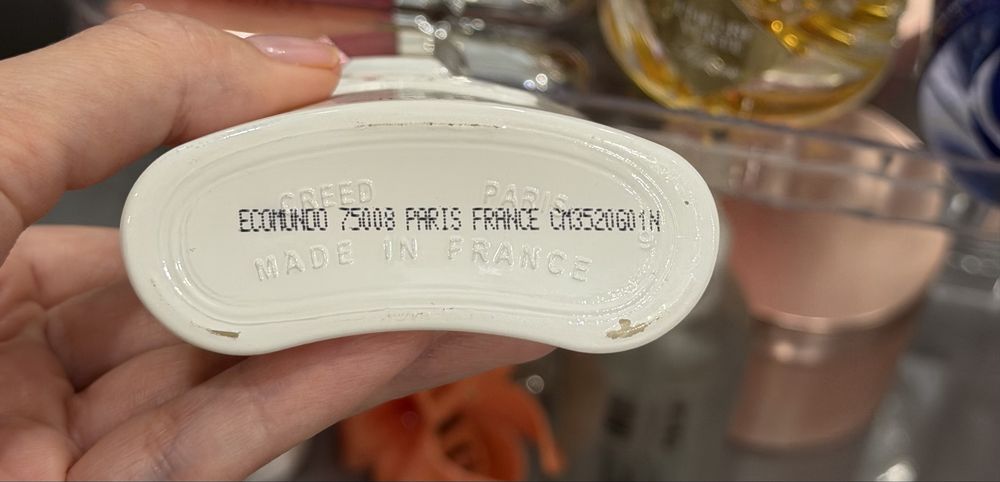 CREED PARIS
ECOMUNDO 75008 PARIS FRANCE CM3520G01N
MADE IN FRANCE